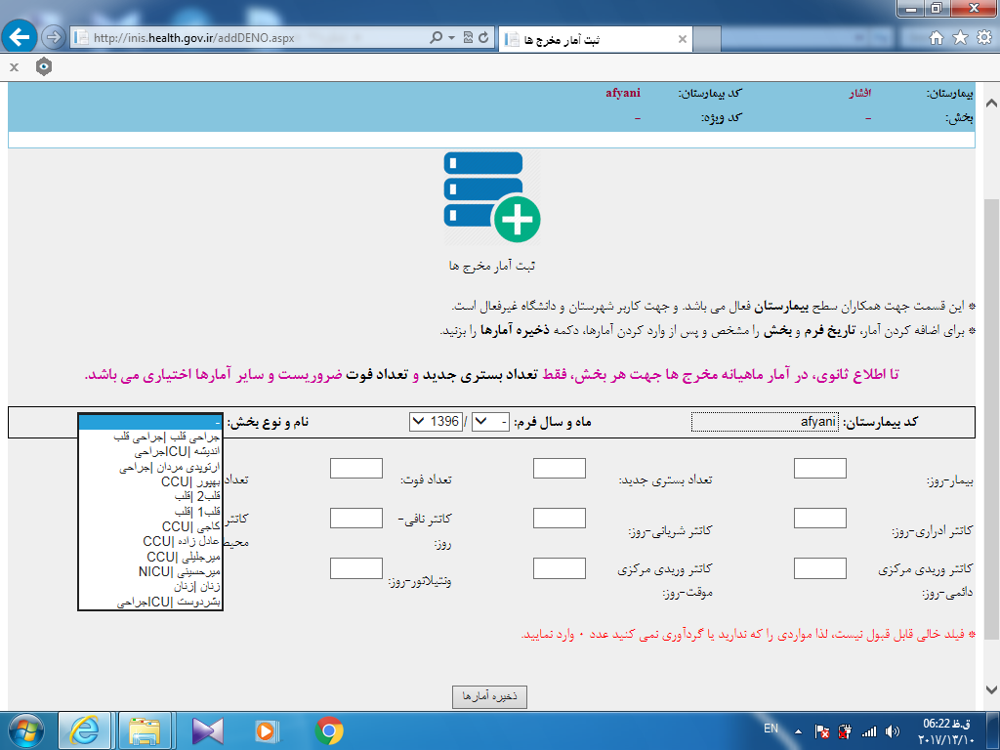 http://inis.health.gov.ir/addDENO.aspx
ثبت آمار مخرج ها
x
بیمارستان: افشار کد بیمارستان: afyani
بخش: - کد ویژه: -
ثبت آمار مخرج ها
* این قسمت جهت همکاران سطح بیمارستان فعال می باشد. و جهت کاربر شهرستان و دانشگاه غیرفعال است.
* برای اضافه کردن آمار، تاریخ فرم و بخش را مشخص و پس از وارد کردن آمارها، دکمه ذخیره آمارها را بزنید.
تا اطلاع ثانوی، در آمار ماهیانه مخرج ها جهت هر بخش، فقط تعداد بستری جدید و تعداد فوت ضروریست و سایر آمارها اختیاری می باشد.
کد بیمارستان: afyani ماه و سال فرم: - / 1396 نام و نوع بخش: -
جراحی قلب |جراحی قلب
اندیشه |ICUجراحی
ارتوپدی مردان |جراحی
بهپور |CCU
قلب2 |قلب
قلب1 |قلب
کاجی |CCU
عادل زاده |CCU
میرجلیلی |CCU
میرحسینی |NICU
زنان |زنان
بشردوست |ICUجراحی
بیمار-روز: تعداد بستری جدید: تعداد فوت: تعداد
کاتتر ادراری-روز: کاتتر شریانی-روز: کاتتر نافی- کاتتر
روز: محیط
کاتتر وریدی مرکزی کاتتر وریدی مرکزی ونتیلاتور-روز:
دائمی-روز: موقت-روز:
* فیلد خالی قابل قبول نیست، لذا مواردی را که ندارید یا گردآوری نمی کنید عدد ۰ وارد نمایید.
ذخیره آمارها
EN
06:22 ق.ظ
۲۰۱۷/۱۲/۱۰